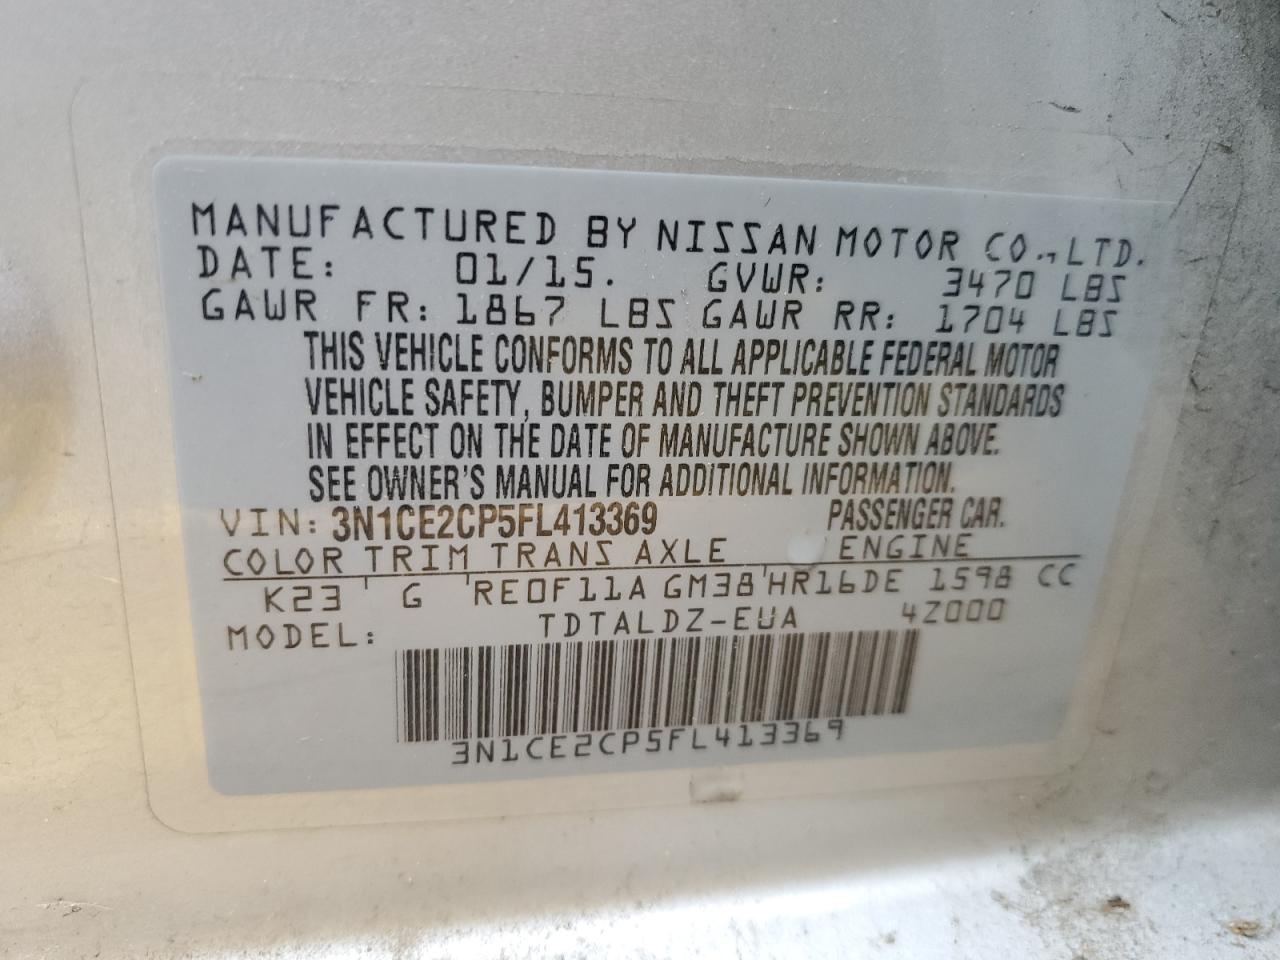 MANUFACTURED BY NISSAN MOTOR CO.,LTD.
DATE: 01/15. GVWR: 3470 LBS
GAWR FR: 1867 LBS GAWR RR: 1704 LBS
THIS VEHICLE CONFORMS TO ALL APPLICABLE FEDERAL MOTOR
VEHICLE SAFETY, BUMPER AND THEFT PREVENTION STANDARDS
IN EFFECT ON THE DATE OF MANUFACTURE SHOWN ABOVE.
SEE OWNER'S MANUAL FOR ADDITIONAL INFORMATION.
VIN: 3N1CE2CP5FL413369 PASSENGER CAR.
COLOR TRIM TRANS AXLE ENGINE
K23 G RE0F11A GM38 HR16DE 1598 CC
MODEL: TDTALDZ-EUA 4Z000
3N1CE2CP5FL413369